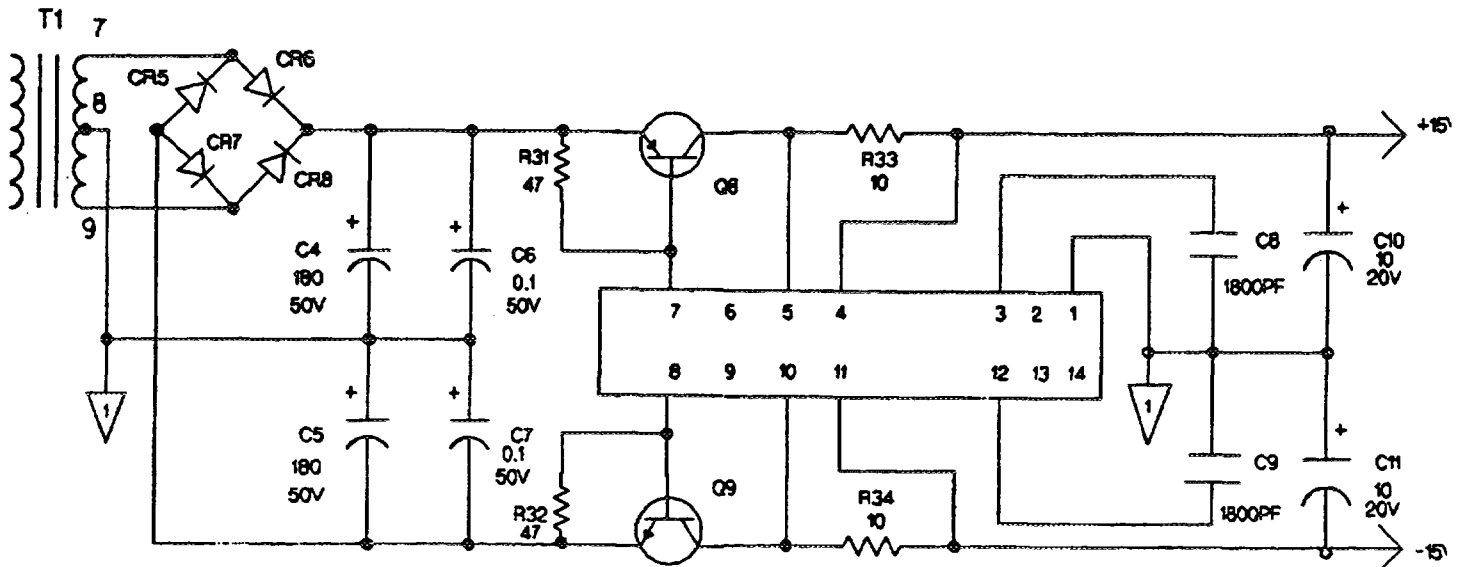 T1
7
8
9
CR5
CR6
CR7
CR8
C4
180
50V
C6
0.1
50V
C5
180
50V
C7
0.1
50V
R31
47
R32
47
Q8
Q9
R33
10
R34
10
7 6 5 4 3 2 1
8 9 10 11 12 13 14
C8
1800PF
C9
1800PF
C10
10
20V
C11
10
20V
1
1
+
+
+
+
+
+
+15V
-15V